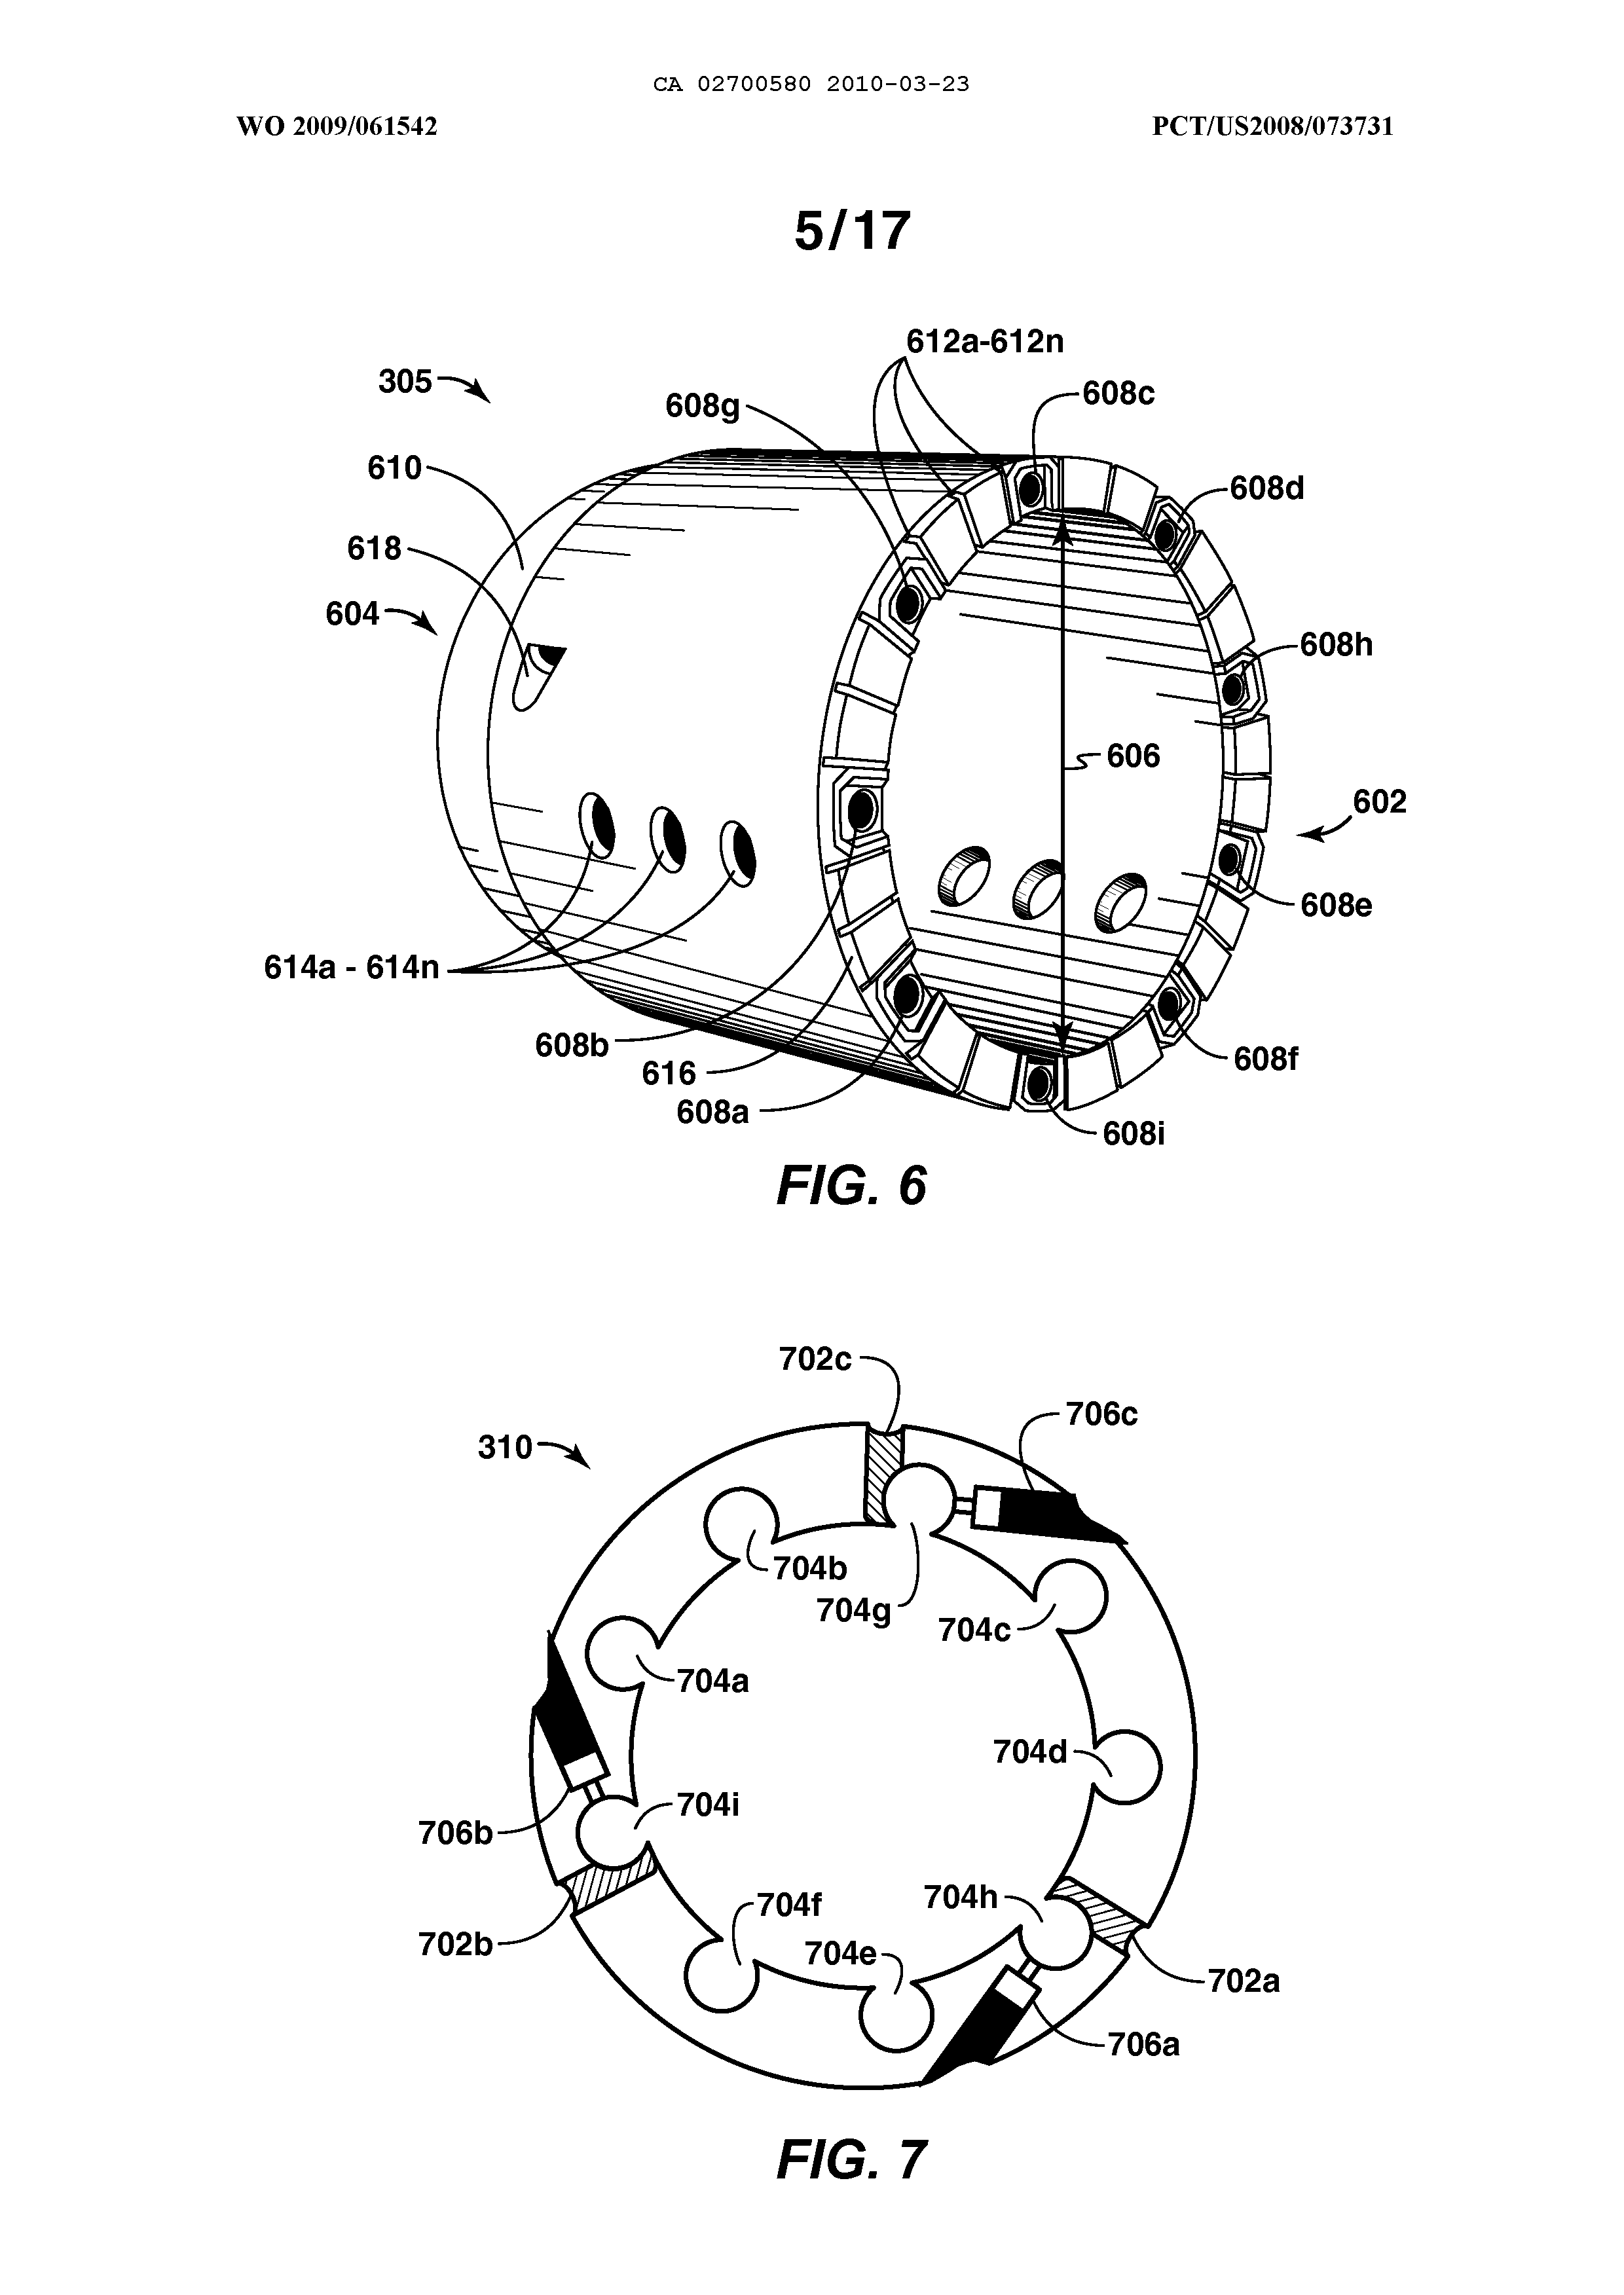 CA 02700580 2010-03-23
WO 2009/061542 PCT/US2008/073731
5/17
612a-612n
305
608g
608c
610
608d
618
604
608h
606
602
608e
614a - 614n
608b
616
608a
608f
608i
FIG. 6
702c
706c
310
704b
704g
704c
704a
704d
704i
706b
704h
704f
702b
704e
702a
706a
FIG. 7